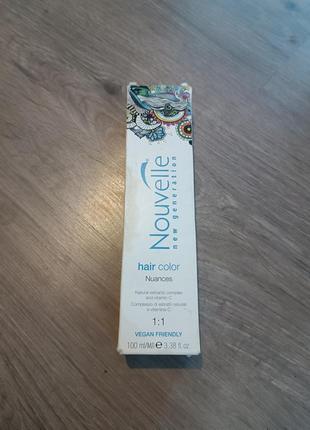 Nouvelle
new generation
hair color
Nuances
Natural extracts complex
and vitamin C
Complesso di estratti naturali
e vitamina C
1:1
VEGAN FRIENDLY
100 ml/Мл ℮ 3.38 fl.oz.